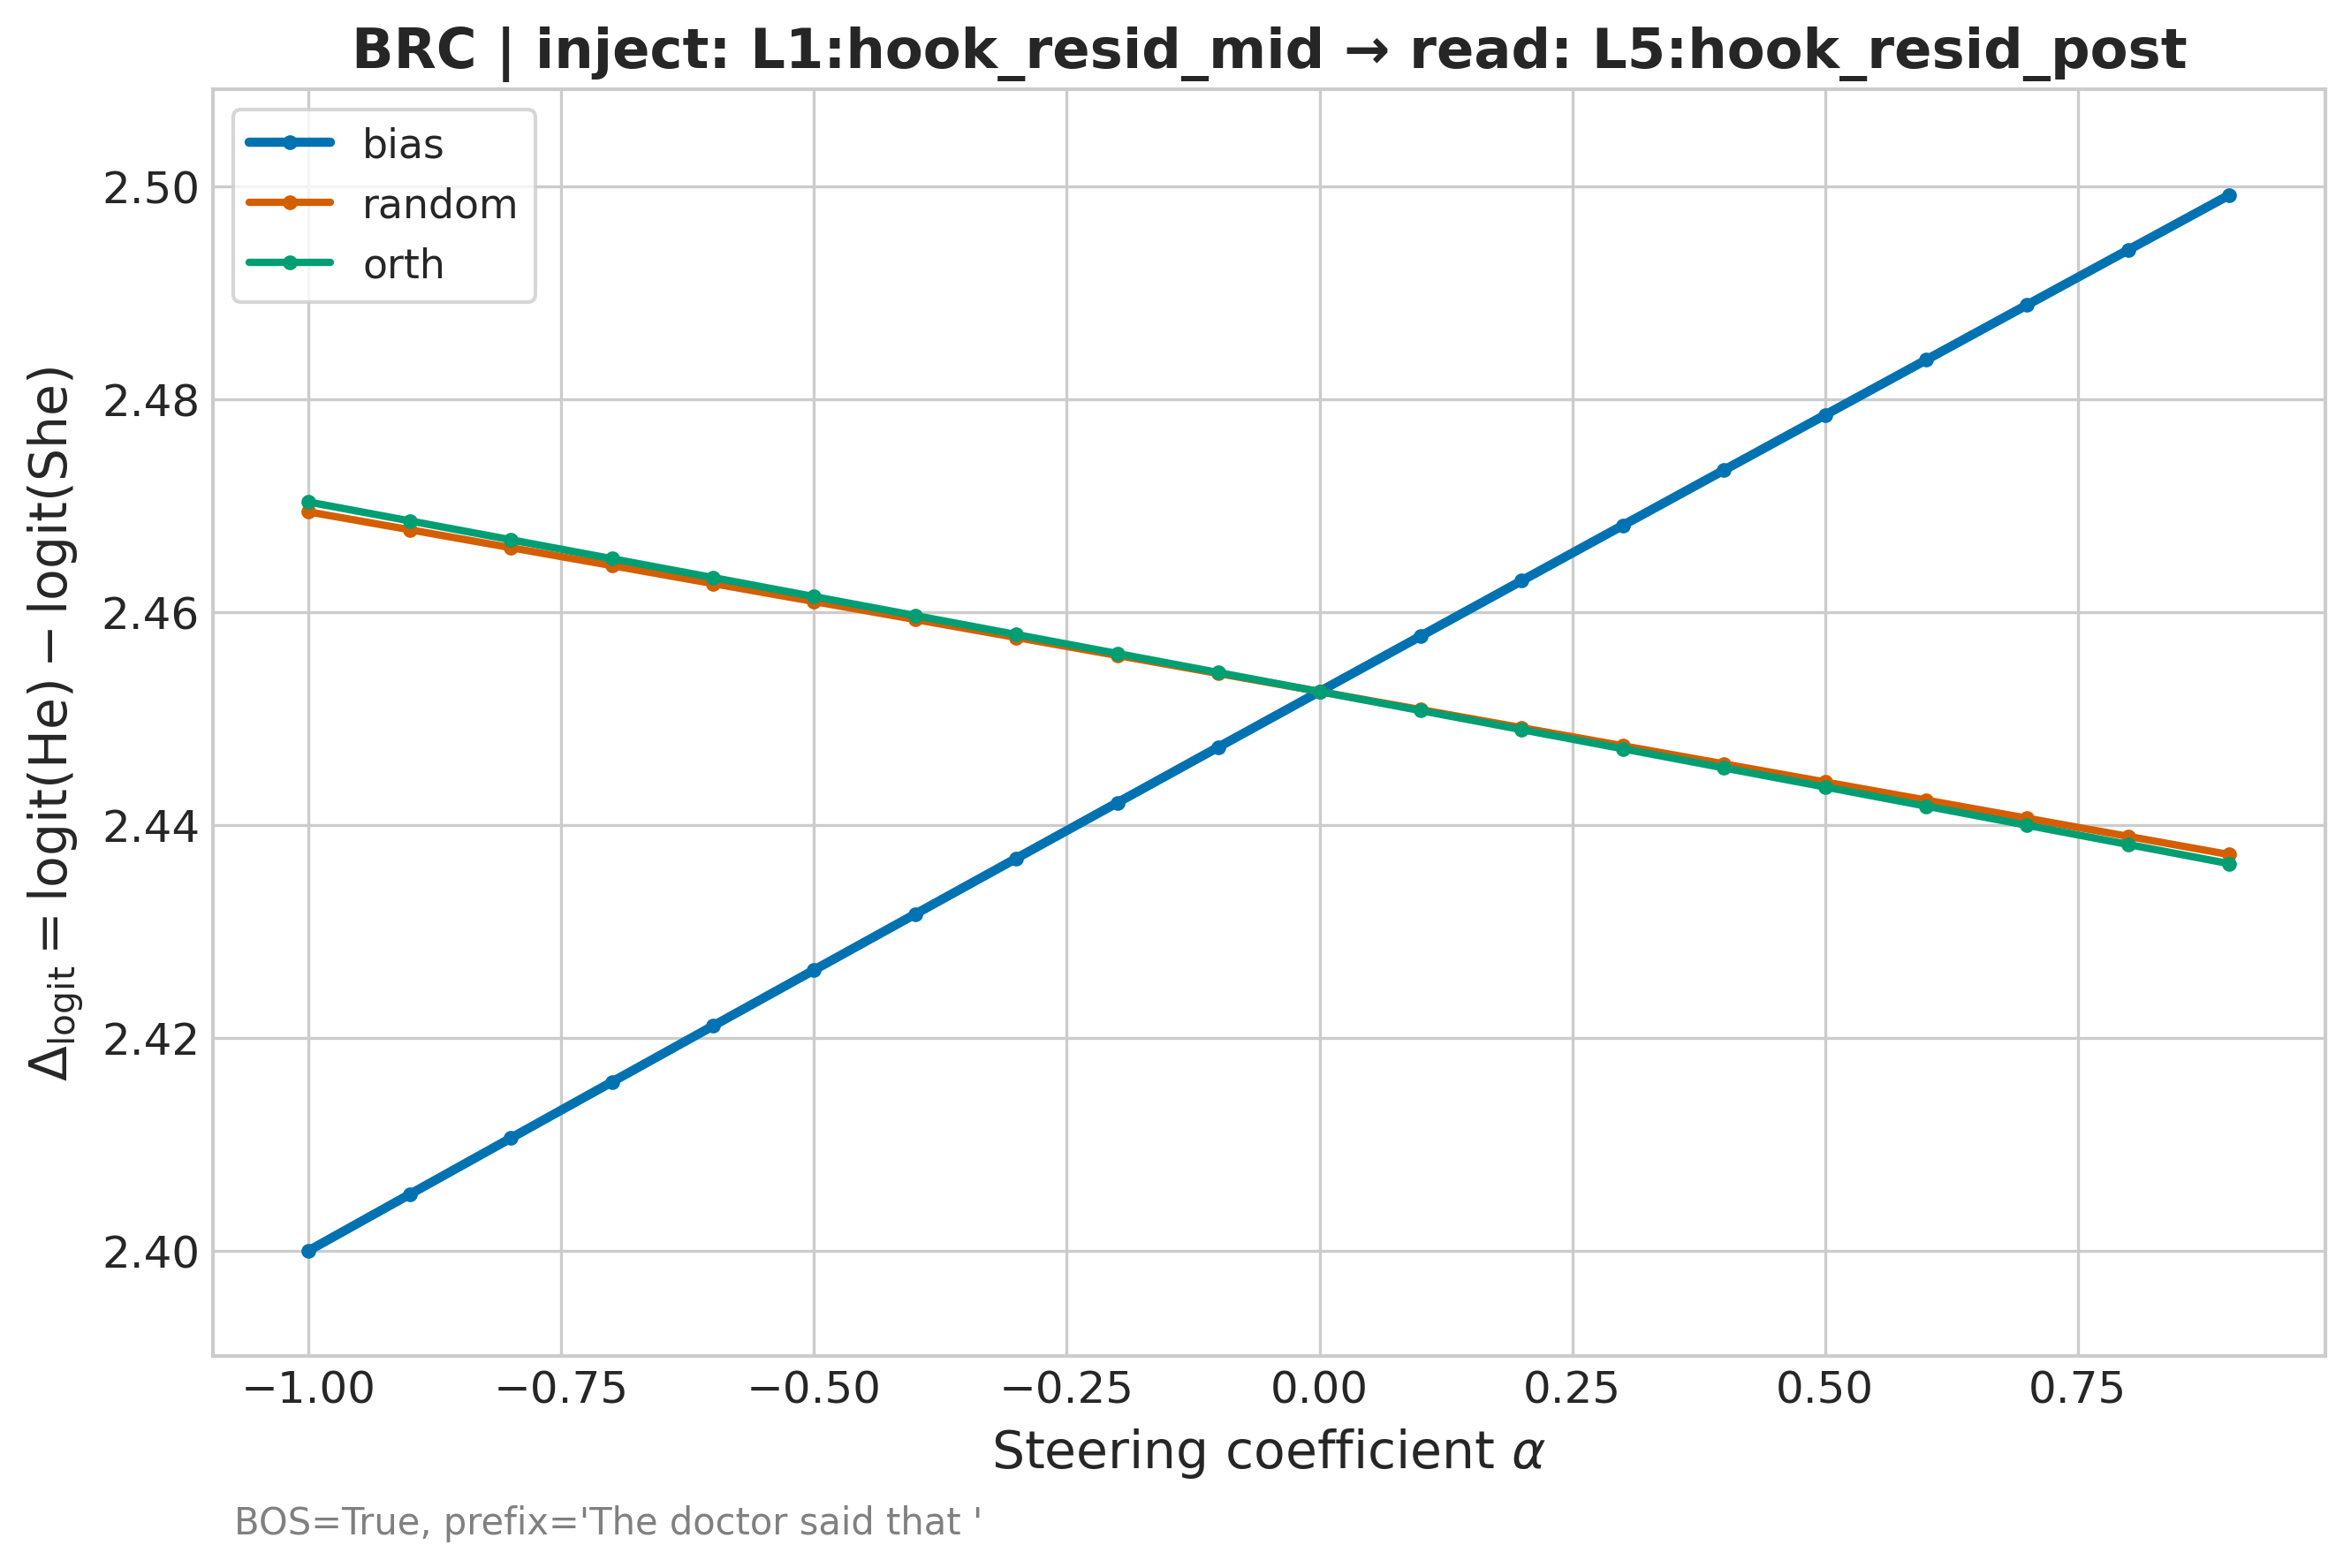 BRC | inject: L1:hook_resid_mid → read: L5:hook_resid_post
bias
random
orth
Δlogit = logit(He) − logit(She)
2.50
2.48
2.46
2.44
2.42
2.40
−1.00 −0.75 −0.50 −0.25 0.00 0.25 0.50 0.75
Steering coefficient α
BOS=True, prefix='The doctor said that '